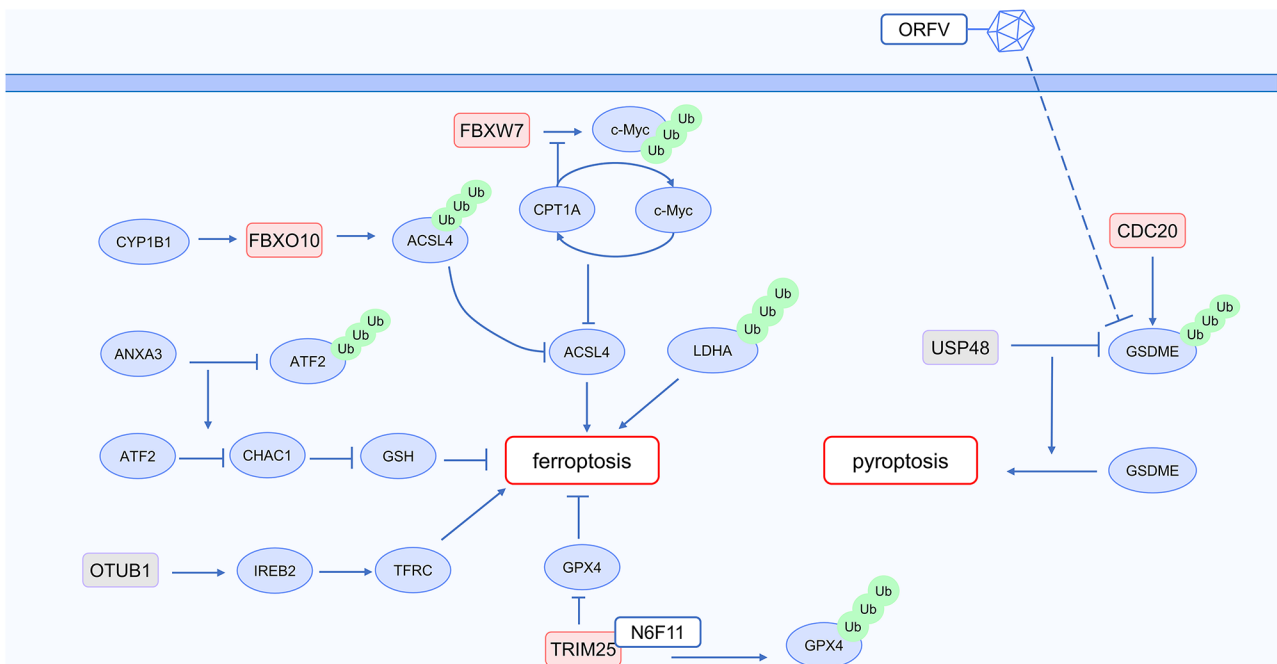 ORFV
FBXW7
c-Myc
Ub
Ub
Ub
CPT1A
c-Myc
CYP1B1
FBXO10
ACSL4
Ub
Ub
Ub
CDC20
ANXA3
ATF2
Ub
Ub
Ub
ACSL4
LDHA
Ub
Ub
Ub
USP48
GSDME
Ub
Ub
Ub
ATF2
CHAC1
GSH
ferroptosis
pyroptosis
GSDME
OTUB1
IREB2
TFRC
GPX4
TRIM25
N6F11
GPX4
Ub
Ub
Ub